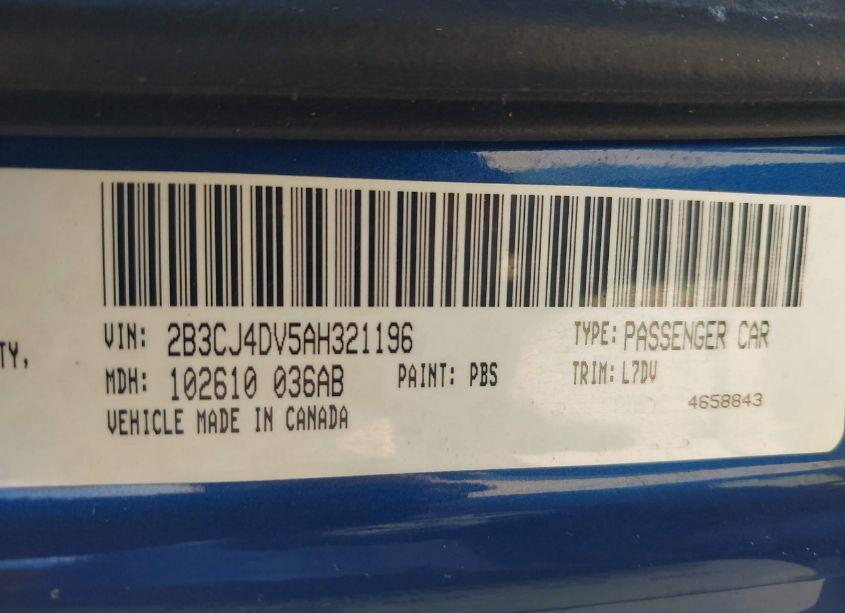 VIN: 2B3CJ4DV5AH321196 TYPE: PASSENGER CAR
TY,
MDH: 102610 036AB PAINT: PBS TRIM: L7DV
4658843
VEHICLE MADE IN CANADA